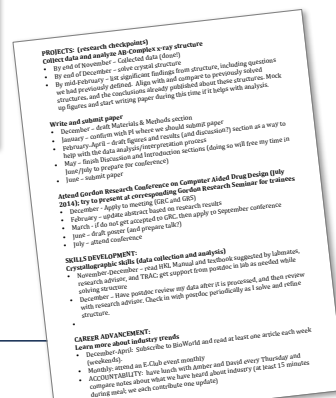 PROJECTS: (research checkpoints)
Collect data and analyze AB-Complex x-ray structure
• By end of November – Collected data (done!)
• By end of December – solve crystal structure
• By mid-February – list significant findings from structure, including questions
we had previously defined. Align with and compare to previously solved
structures, and the conclusions already published about these structures. Mock
up figures and start writing paper during this time if it helps with analysis.
Write and submit paper
• December – draft Materials & Methods section
• January – confirm with PI where we should submit paper
• February-April – draft figures and results (and discussion?) section as a way to
help with the data analysis/interpretation process
• May – finish Discussion and Introduction sections (doing so will free my time in
June/July to prepare for conference)
• June – submit paper
Attend Gordon Research Conference on Computer Aided Drug Design (July
2014); try to present at corresponding Gordon Research Seminar for trainees
• December - Apply to meeting (GRC and GRS)
• February – update abstract based on research results
• March - if do not get accepted to GRC, then apply to September conference
• June – draft poster (and prepare talk?)
• July – attend conference
SKILLS DEVELOPMENT:
Crystallographic skills (data collection and analysis)
• November-December – read HKL Manual and textbook suggested by labmates,
research advisor, and TRAC; get support from postdoc in lab as needed while
solving structure
• December – Have postdoc review my data after it is processed, and then review
with research advisor. Check in with postdoc periodically as I solve and refine
structure.
•
CAREER ADVANCEMENT:
Learn more about industry trends
• December-April: Subscribe to BioWorld and read at least one article each week
(weekends).
• Monthly: attend an E-Club event monthly
• ACCOUNTABILITY: have lunch with Amber and David every Thursday and
compare notes about what we have heard about industry (at least 15 minutes
during meal; we each contribute one update)